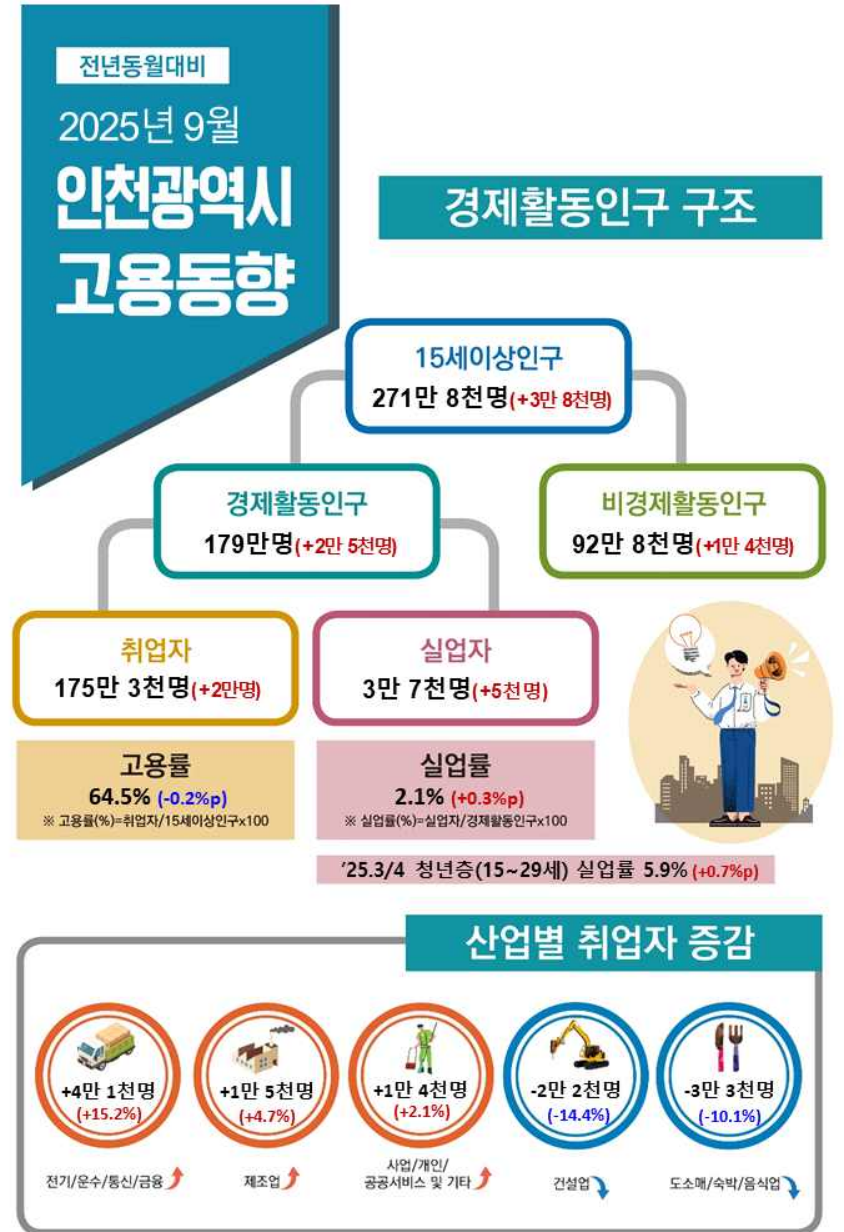 전년동월대비
2025년 9월
인천광역시
고용동향
경제활동인구 구조
15세이상인구
271만 8천명(+3만 8천명)
경제활동인구
179만명(+2만 5천명)
비경제활동인구
92만 8천명(+1만 4천명)
취업자
175만 3천명(+2만명)
실업자
3만 7천명(+5천명)
고용률
64.5% (-0.2%p)
※ 고용률(%)=취업자/15세이상인구x100
실업률
2.1% (+0.3%p)
※ 실업률(%)=실업자/경제활동인구x100
’25.3/4 청년층(15~29세) 실업률 5.9% (+0.7%p)
산업별 취업자 증감
+4만 1천명
(+15.2%)
전기/운수/통신/금융
+1만 5천명
(+4.7%)
제조업
+1만 4천명
(+2.1%)
사업/개인/
공공서비스 및 기타
-2만 2천명
(-14.4%)
건설업
-3만 3천명
(-10.1%)
도소매/숙박/음식업